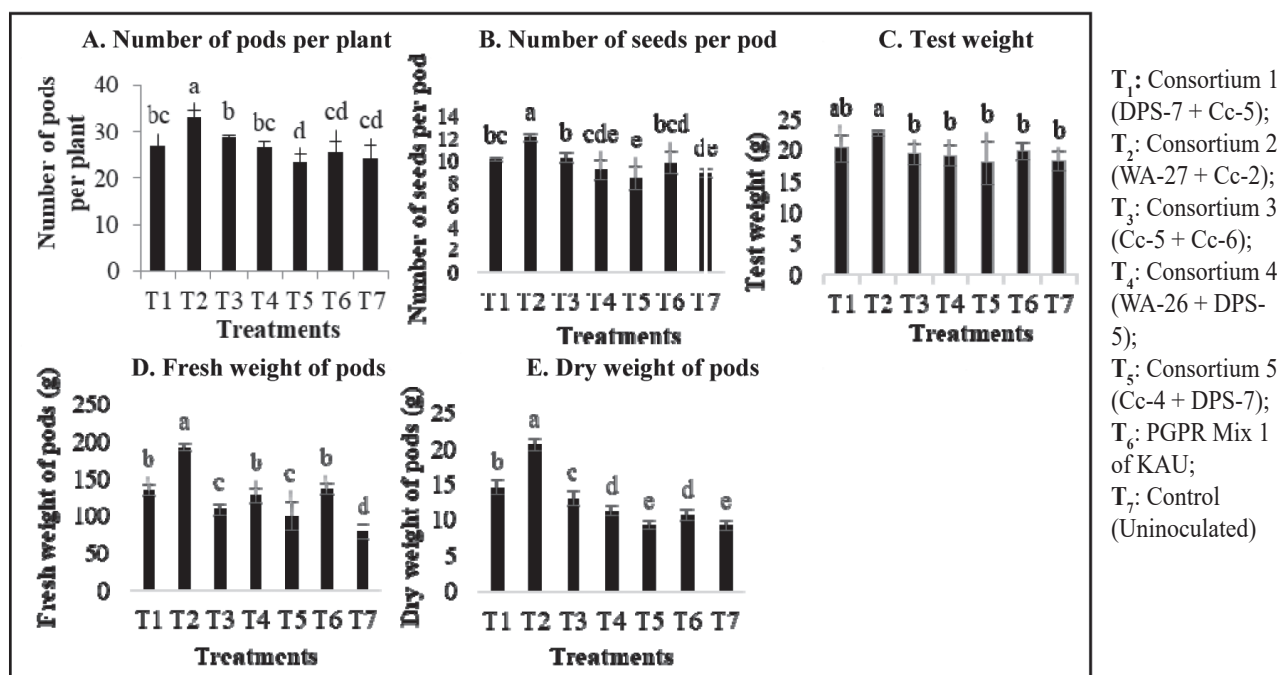 A. Number of pods per plant
Number of pods
per plant
40
30
20
10
0
bc
a
b
bc
d
cd
cd
T1 T2 T3 T4 T5 T6 T7
Treatments
B. Number of seeds per pod
Number of seeds per pod
14
12
10
8
6
4
2
0
bc
a
b
cde
e
bcd
de
T1 T2 T3 T4 T5 T6 T7
Treatments
C. Test weight
Test weight (g)
25
20
15
10
5
0
ab
a
b
b
b
b
b
T1 T2 T3 T4 T5 T6 T7
Treatments
D. Fresh weight of pods
Fresh weight of pods (g)
250
200
150
100
50
0
b
a
c
b
c
b
d
T1 T2 T3 T4 T5 T6 T7
Treatments
E. Dry weight of pods
Dry weight of pods (g)
25
20
15
10
5
0
b
a
c
d
e
d
e
T1 T2 T3 T4 T5 T6 T7
Treatments
T1: Consortium 1
(DPS-7 + Cc-5);
T2: Consortium 2
(WA-27 + Cc-2);
T3: Consortium 3
(Cc-5 + Cc-6);
T4: Consortium 4
(WA-26 + DPS-
5);
T5: Consortium 5
(Cc-4 + DPS-7);
T6: PGPR Mix 1
of KAU;
T7: Control
(Uninoculated)